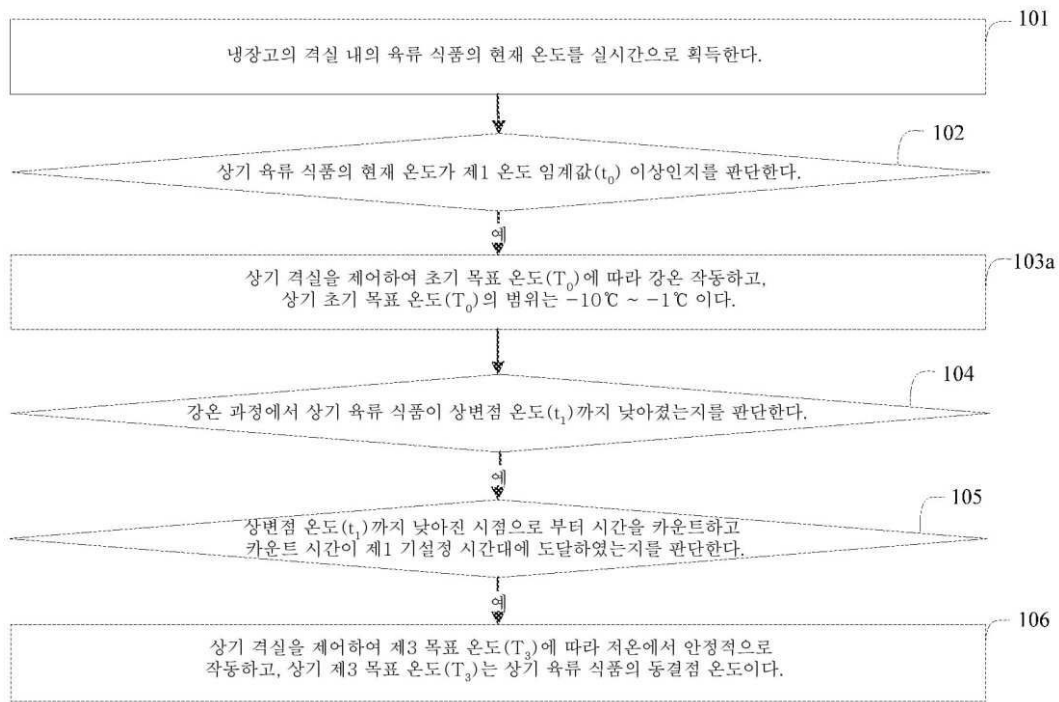 101
냉장고의 격실 내의 육류 식품의 현재 온도를 실시간으로 획득한다.
102
상기 육류 식품의 현재 온도가 제1 온도 임계값(t₀) 이상인지를 판단한다.
예
103a
상기 격실을 제어하여 초기 목표 온도(T₀)에 따라 강온 작동하고,
상기 초기 목표 온도(T₀)의 범위는 -10℃ ~ -1℃ 이다.
104
강온 과정에서 상기 육류 식품이 상변점 온도(t₁)까지 낮아졌는지를 판단한다.
예
105
상변점 온도(t₁)까지 낮아진 시점으로 부터 시간을 카운트하고
카운트 시간이 제1 기설정 시간대에 도달하였는지를 판단한다.
예
106
상기 격실을 제어하여 제3 목표 온도(T₃)에 따라 저온에서 안정적으로
작동하고, 상기 제3 목표 온도(T₃)는 상기 육류 식품의 동결점 온도이다.